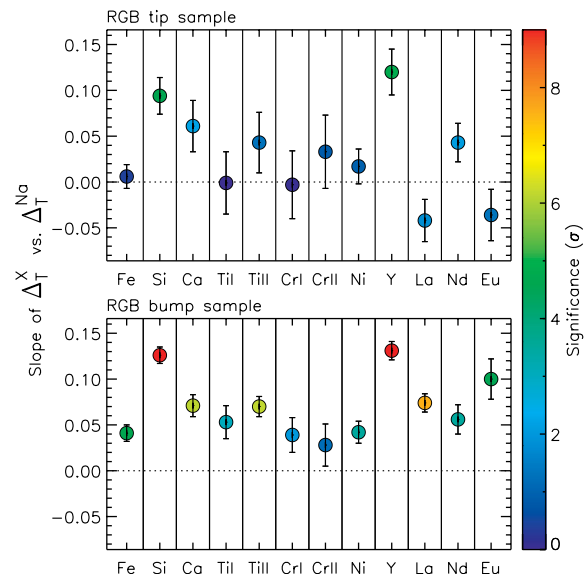 RGB tip sample
0.15
0.10
0.05
0.00
−0.05
Fe Si Ca TiI TiII CrI CrII Ni Y La Nd Eu
RGB bump sample
0.15
0.10
0.05
0.00
−0.05
Fe Si Ca TiI TiII CrI CrII Ni Y La Nd Eu
Slope of Δ_T^X vs. Δ_T^Na
8
6
4
2
0
Significance (σ)